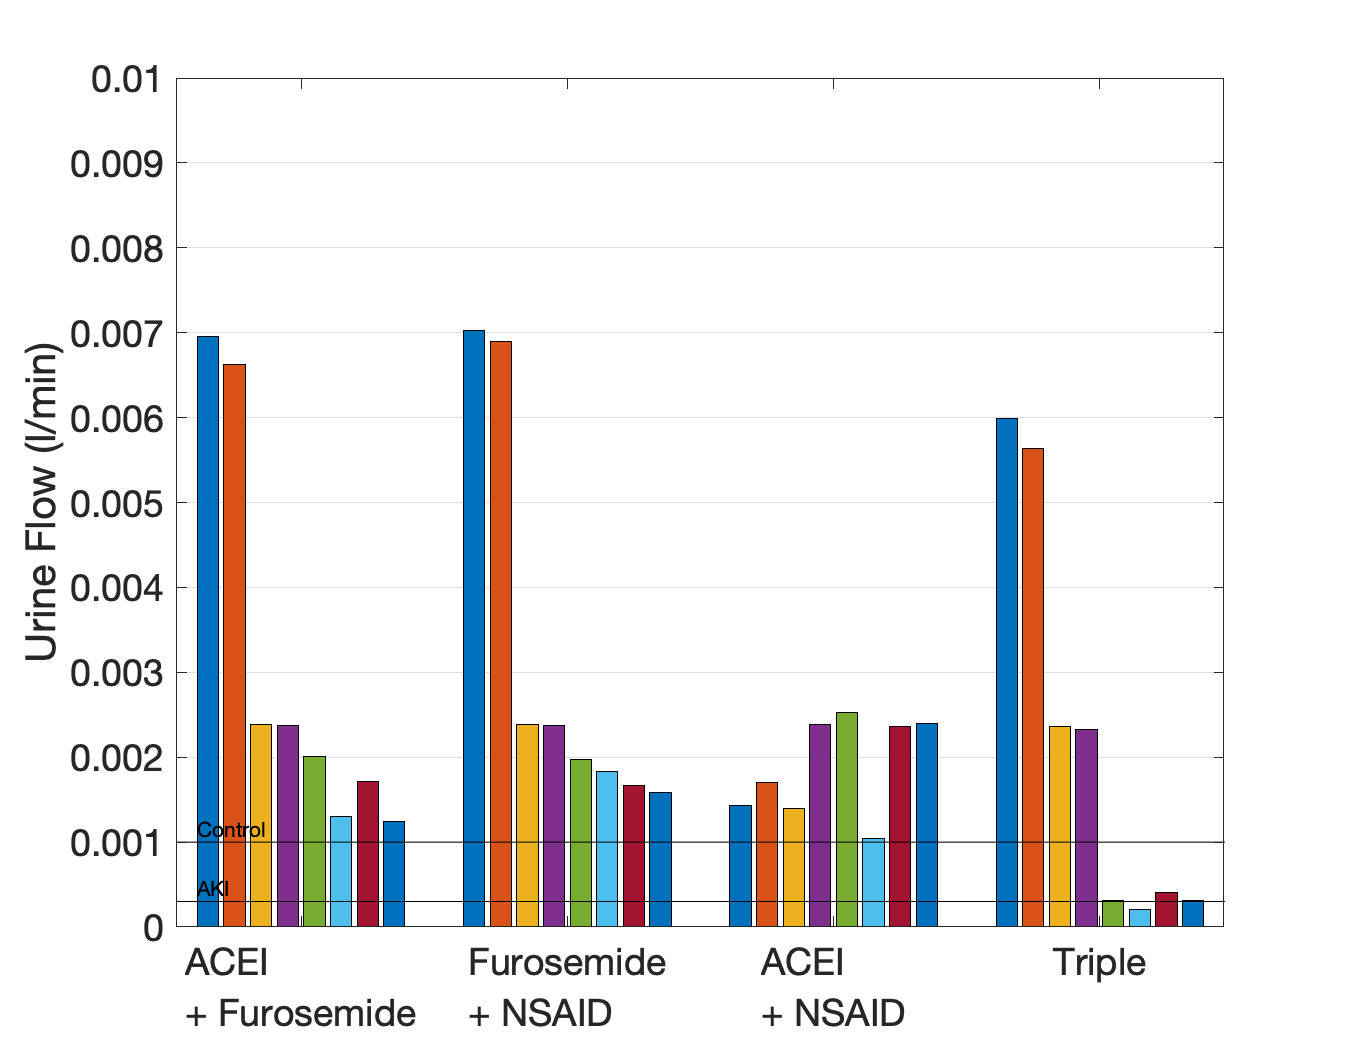 0.01
0.009
0.008
0.007
0.006
0.005
0.004
0.003
0.002
0.001
0
Urine Flow (l/min)
Control
AKI
ACEI
+ Furosemide
Furosemide
+ NSAID
ACEI
+ NSAID
Triple